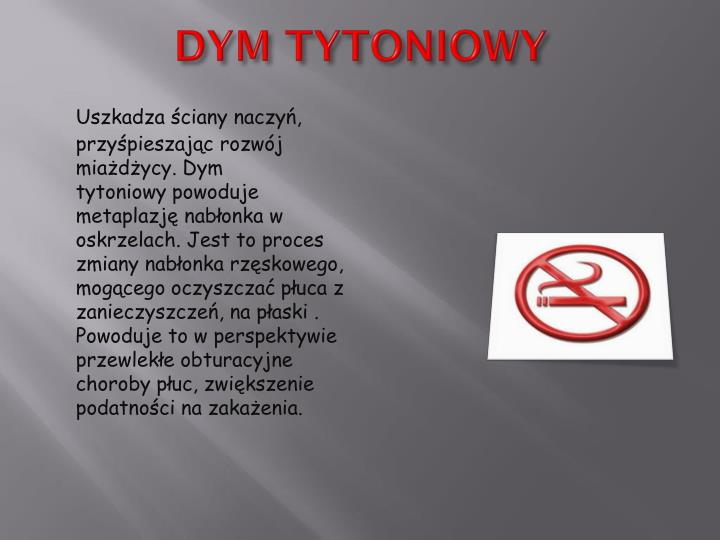 DYM TYTONIOWY
Uszkadza ściany naczyń,
przyśpieszając rozwój
miażdżycy. Dym
tytoniowy powoduje
metaplazję nabłonka w
oskrzelach. Jest to proces
zmiany nabłonka rzęskowego,
mogącego oczyszczać płuca z
zanieczyszczeń, na płaski .
Powoduje to w perspektywie
przewlekłe obturacyjne
choroby płuc, zwiększenie
podatności na zakażenia.